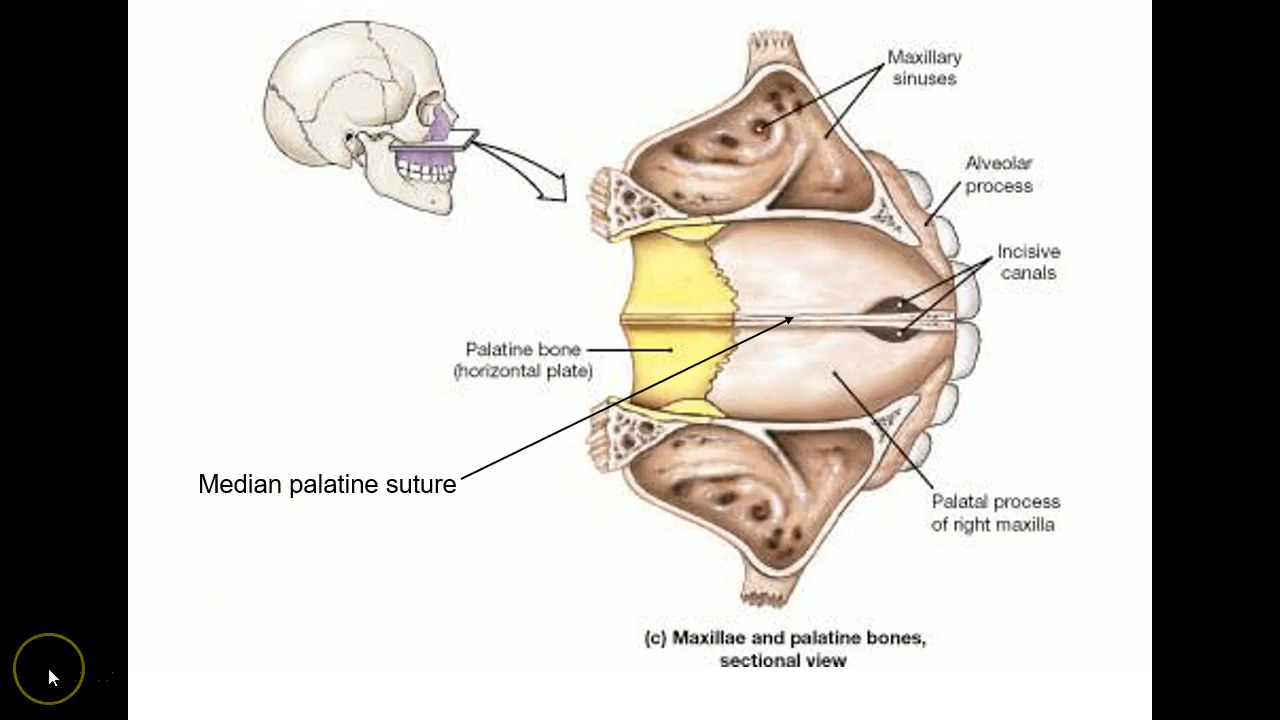 Maxillary
sinuses
Alveolar
process
Incisive
canals
Palatine bone
(horizontal plate)
Median palatine suture
Palatal process
of right maxilla
(c) Maxillae and palatine bones,
sectional view